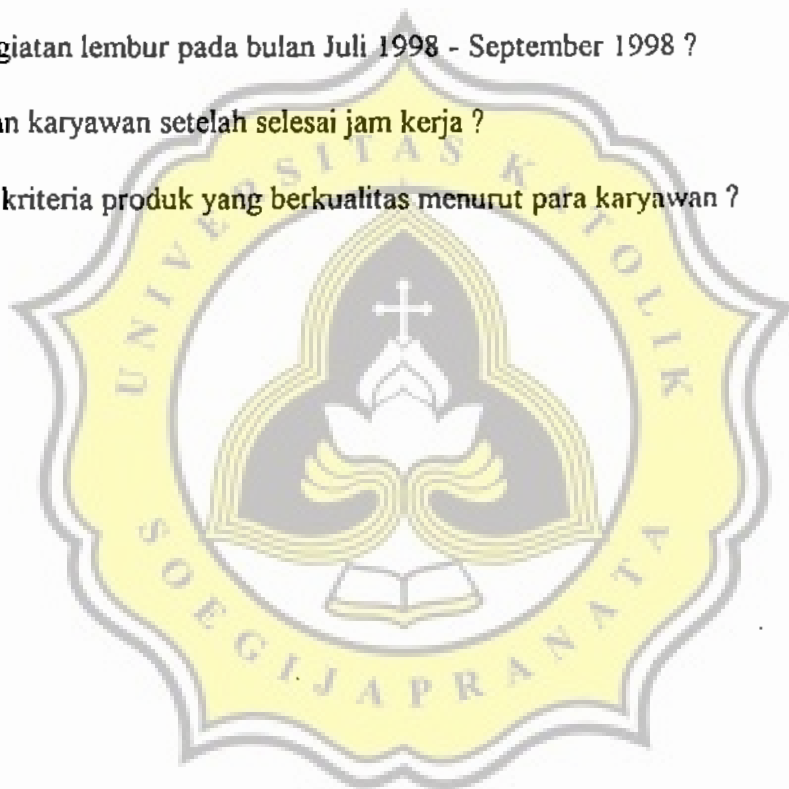 giatan lembur pada bulan Juli 1998 - September 1998 ?
n karyawan setelah selesai jam kerja ?
kriteria produk yang berkualitas menurut para karyawan ?
UNIVERSITAS KATOLIK
SOEGIJAPRANATA